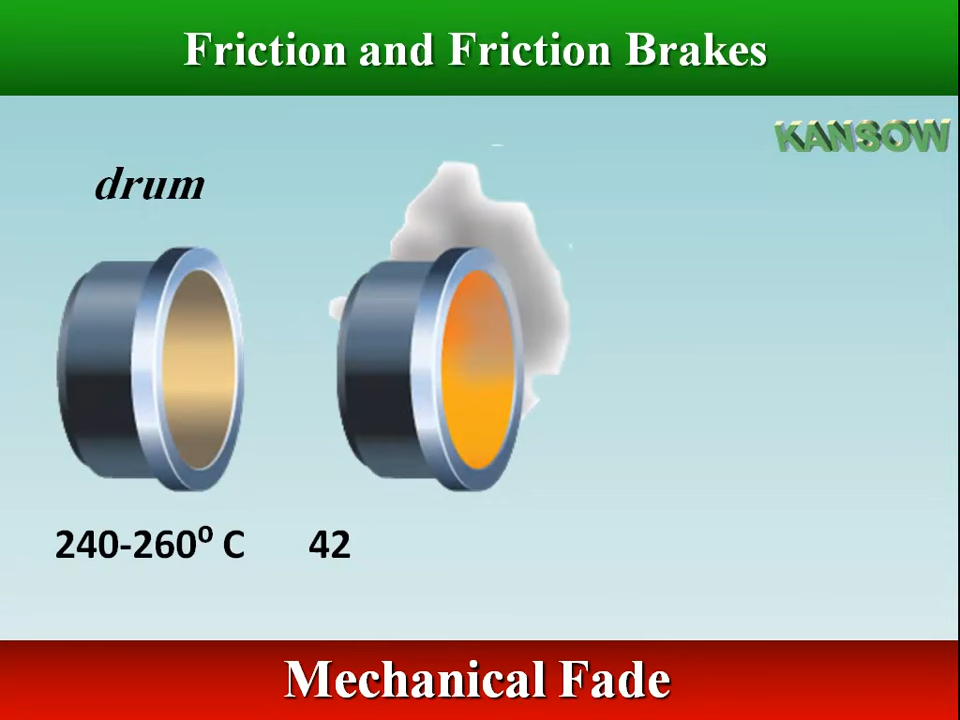 Friction and Friction Brakes
KANSOW
drum
240-260⁰ C
42
Mechanical Fade